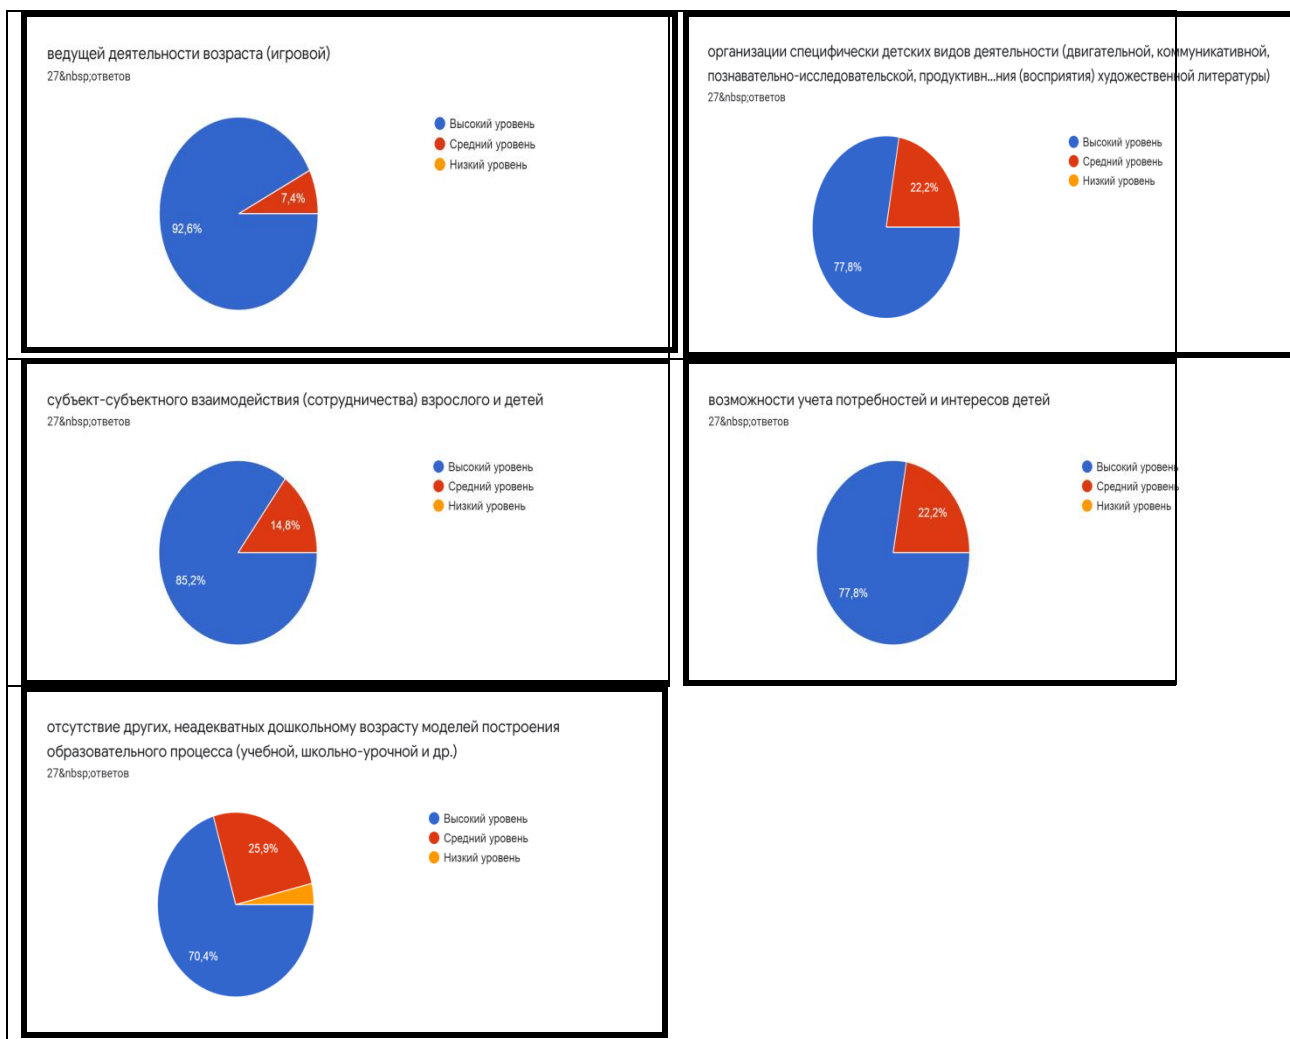 ведущей деятельности возраста (игровой)
27&nbsp;ответов
Высокий уровень
Средний уровень
Низкий уровень
7,4%
92,6%
организации специфически детских видов деятельности (двигательной, коммуникативной,
познавательно-исследовательской, продуктивн...ния (восприятия) художественной литературы)
27&nbsp;ответов
Высокий уровень
Средний уровень
Низкий уровень
22,2%
77,8%
субъект-субъектного взаимодействия (сотрудничества) взрослого и детей
27&nbsp;ответов
Высокий уровень
Средний уровень
Низкий уровень
14,8%
85,2%
возможности учета потребностей и интересов детей
27&nbsp;ответов
Высокий уровень
Средний уровень
Низкий уровень
22,2%
77,8%
отсутствие других, неадекватных дошкольному возрасту моделей построения
образовательного процесса (учебной, школьно-урочной и др.)
27&nbsp;ответов
Высокий уровень
Средний уровень
Низкий уровень
25,9%
70,4%